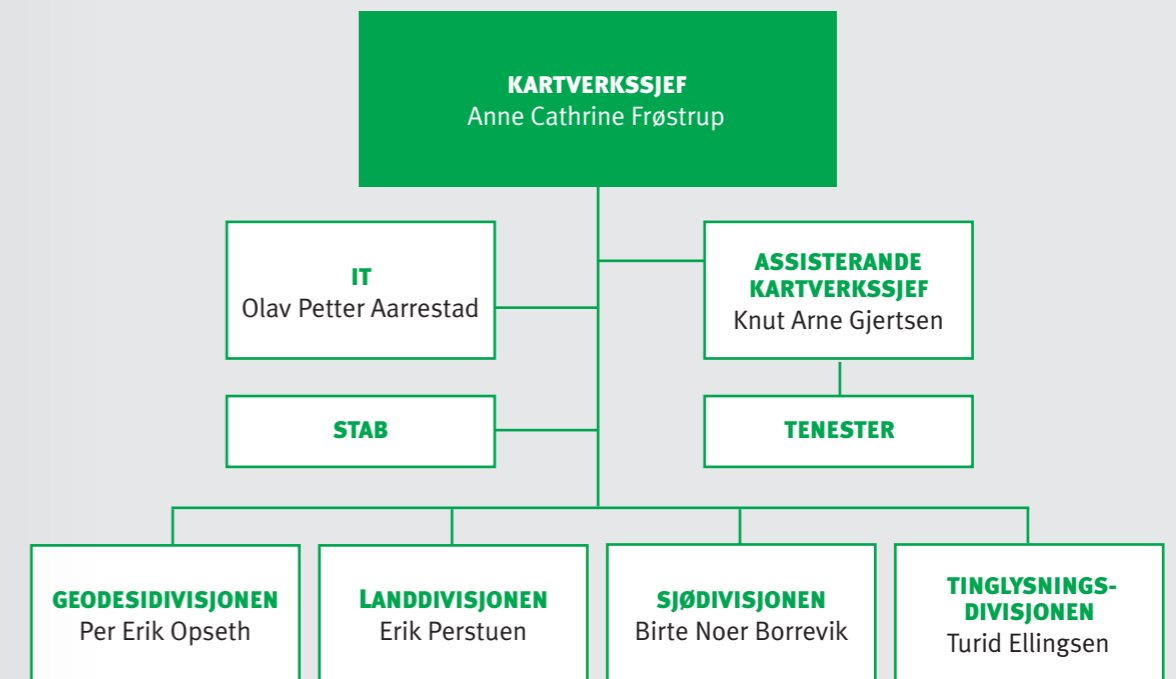 KARTVERKSSJEF
Anne Cathrine Frøstrup
IT
Olav Petter Aarrestad
ASSISTERANDE
KARTVERKSSJEF
Knut Arne Gjertsen
STAB
TENESTER
GEODESIDIVISJONEN
Per Erik Opseth
LANDDIVISJONEN
Erik Perstuen
SJØDIVISJONEN
Birte Noer Borrevik
TINGLYSNINGS-
DIVISJONEN
Turid Ellingsen